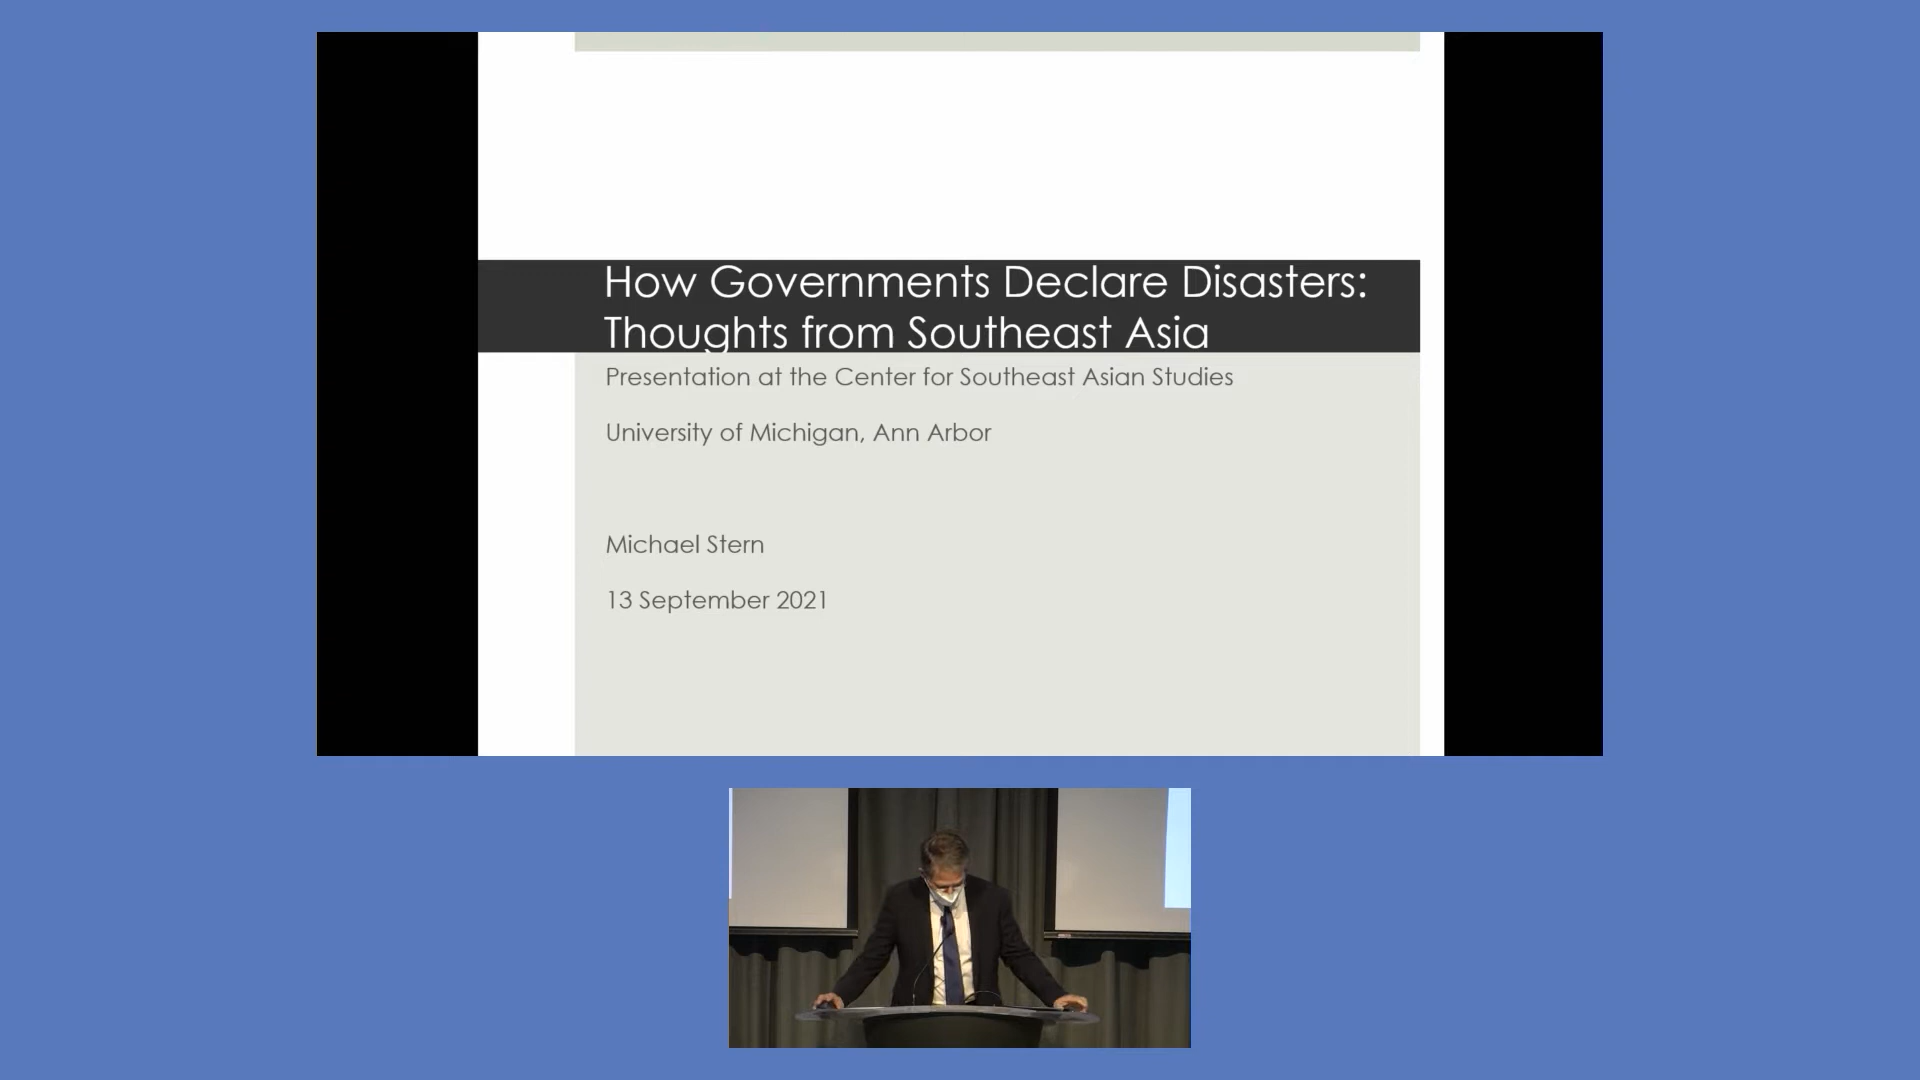 How Governments Declare Disasters:
Thoughts from Southeast Asia
Presentation at the Center for Southeast Asian Studies
University of Michigan, Ann Arbor
Michael Stern
13 September 2021